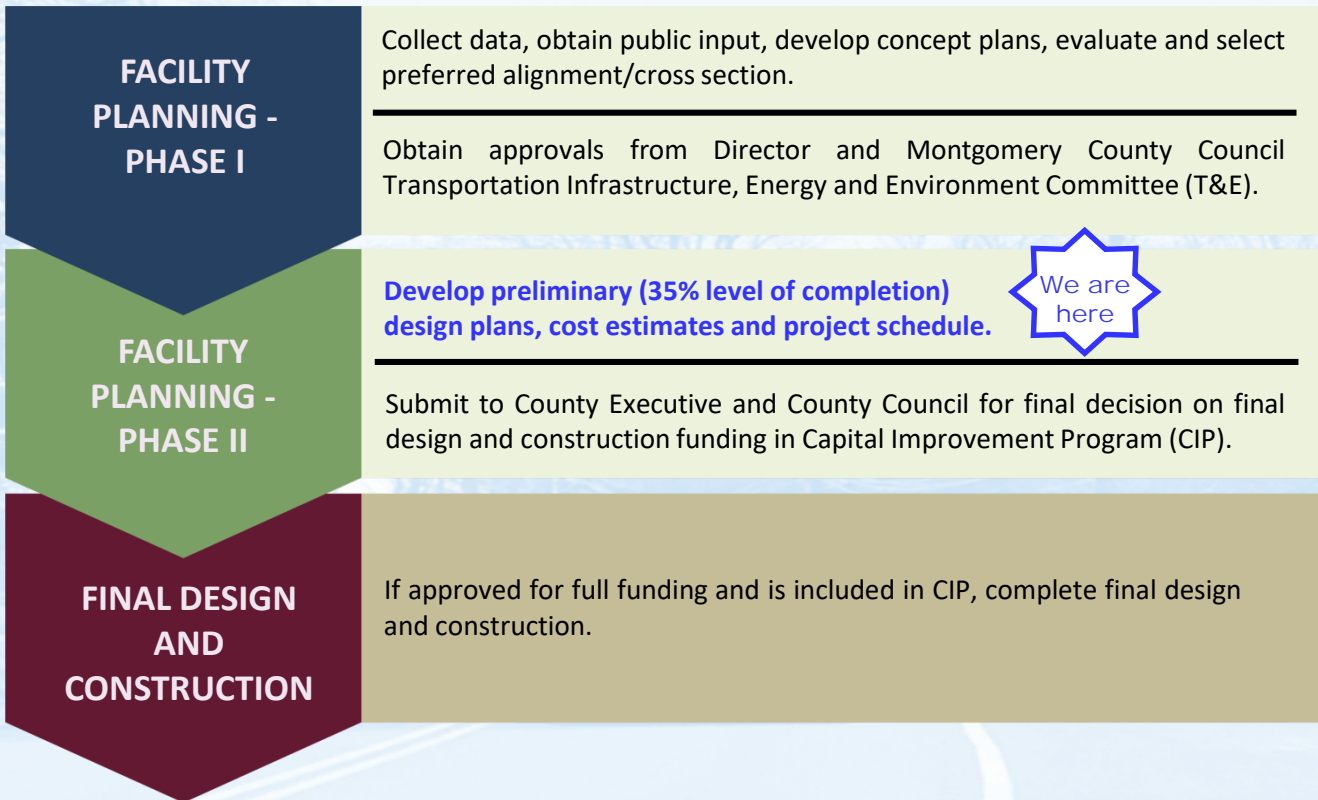 FACILITY
PLANNING -
PHASE I
Collect data, obtain public input, develop concept plans, evaluate and select
preferred alignment/cross section.
Obtain approvals from Director and Montgomery County Council
Transportation Infrastructure, Energy and Environment Committee (T&E).
FACILITY
PLANNING -
PHASE II
Develop preliminary (35% level of completion)
design plans, cost estimates and project schedule.
We are
here
Submit to County Executive and County Council for final decision on final
design and construction funding in Capital Improvement Program (CIP).
FINAL DESIGN
AND
CONSTRUCTION
If approved for full funding and is included in CIP, complete final design
and construction.